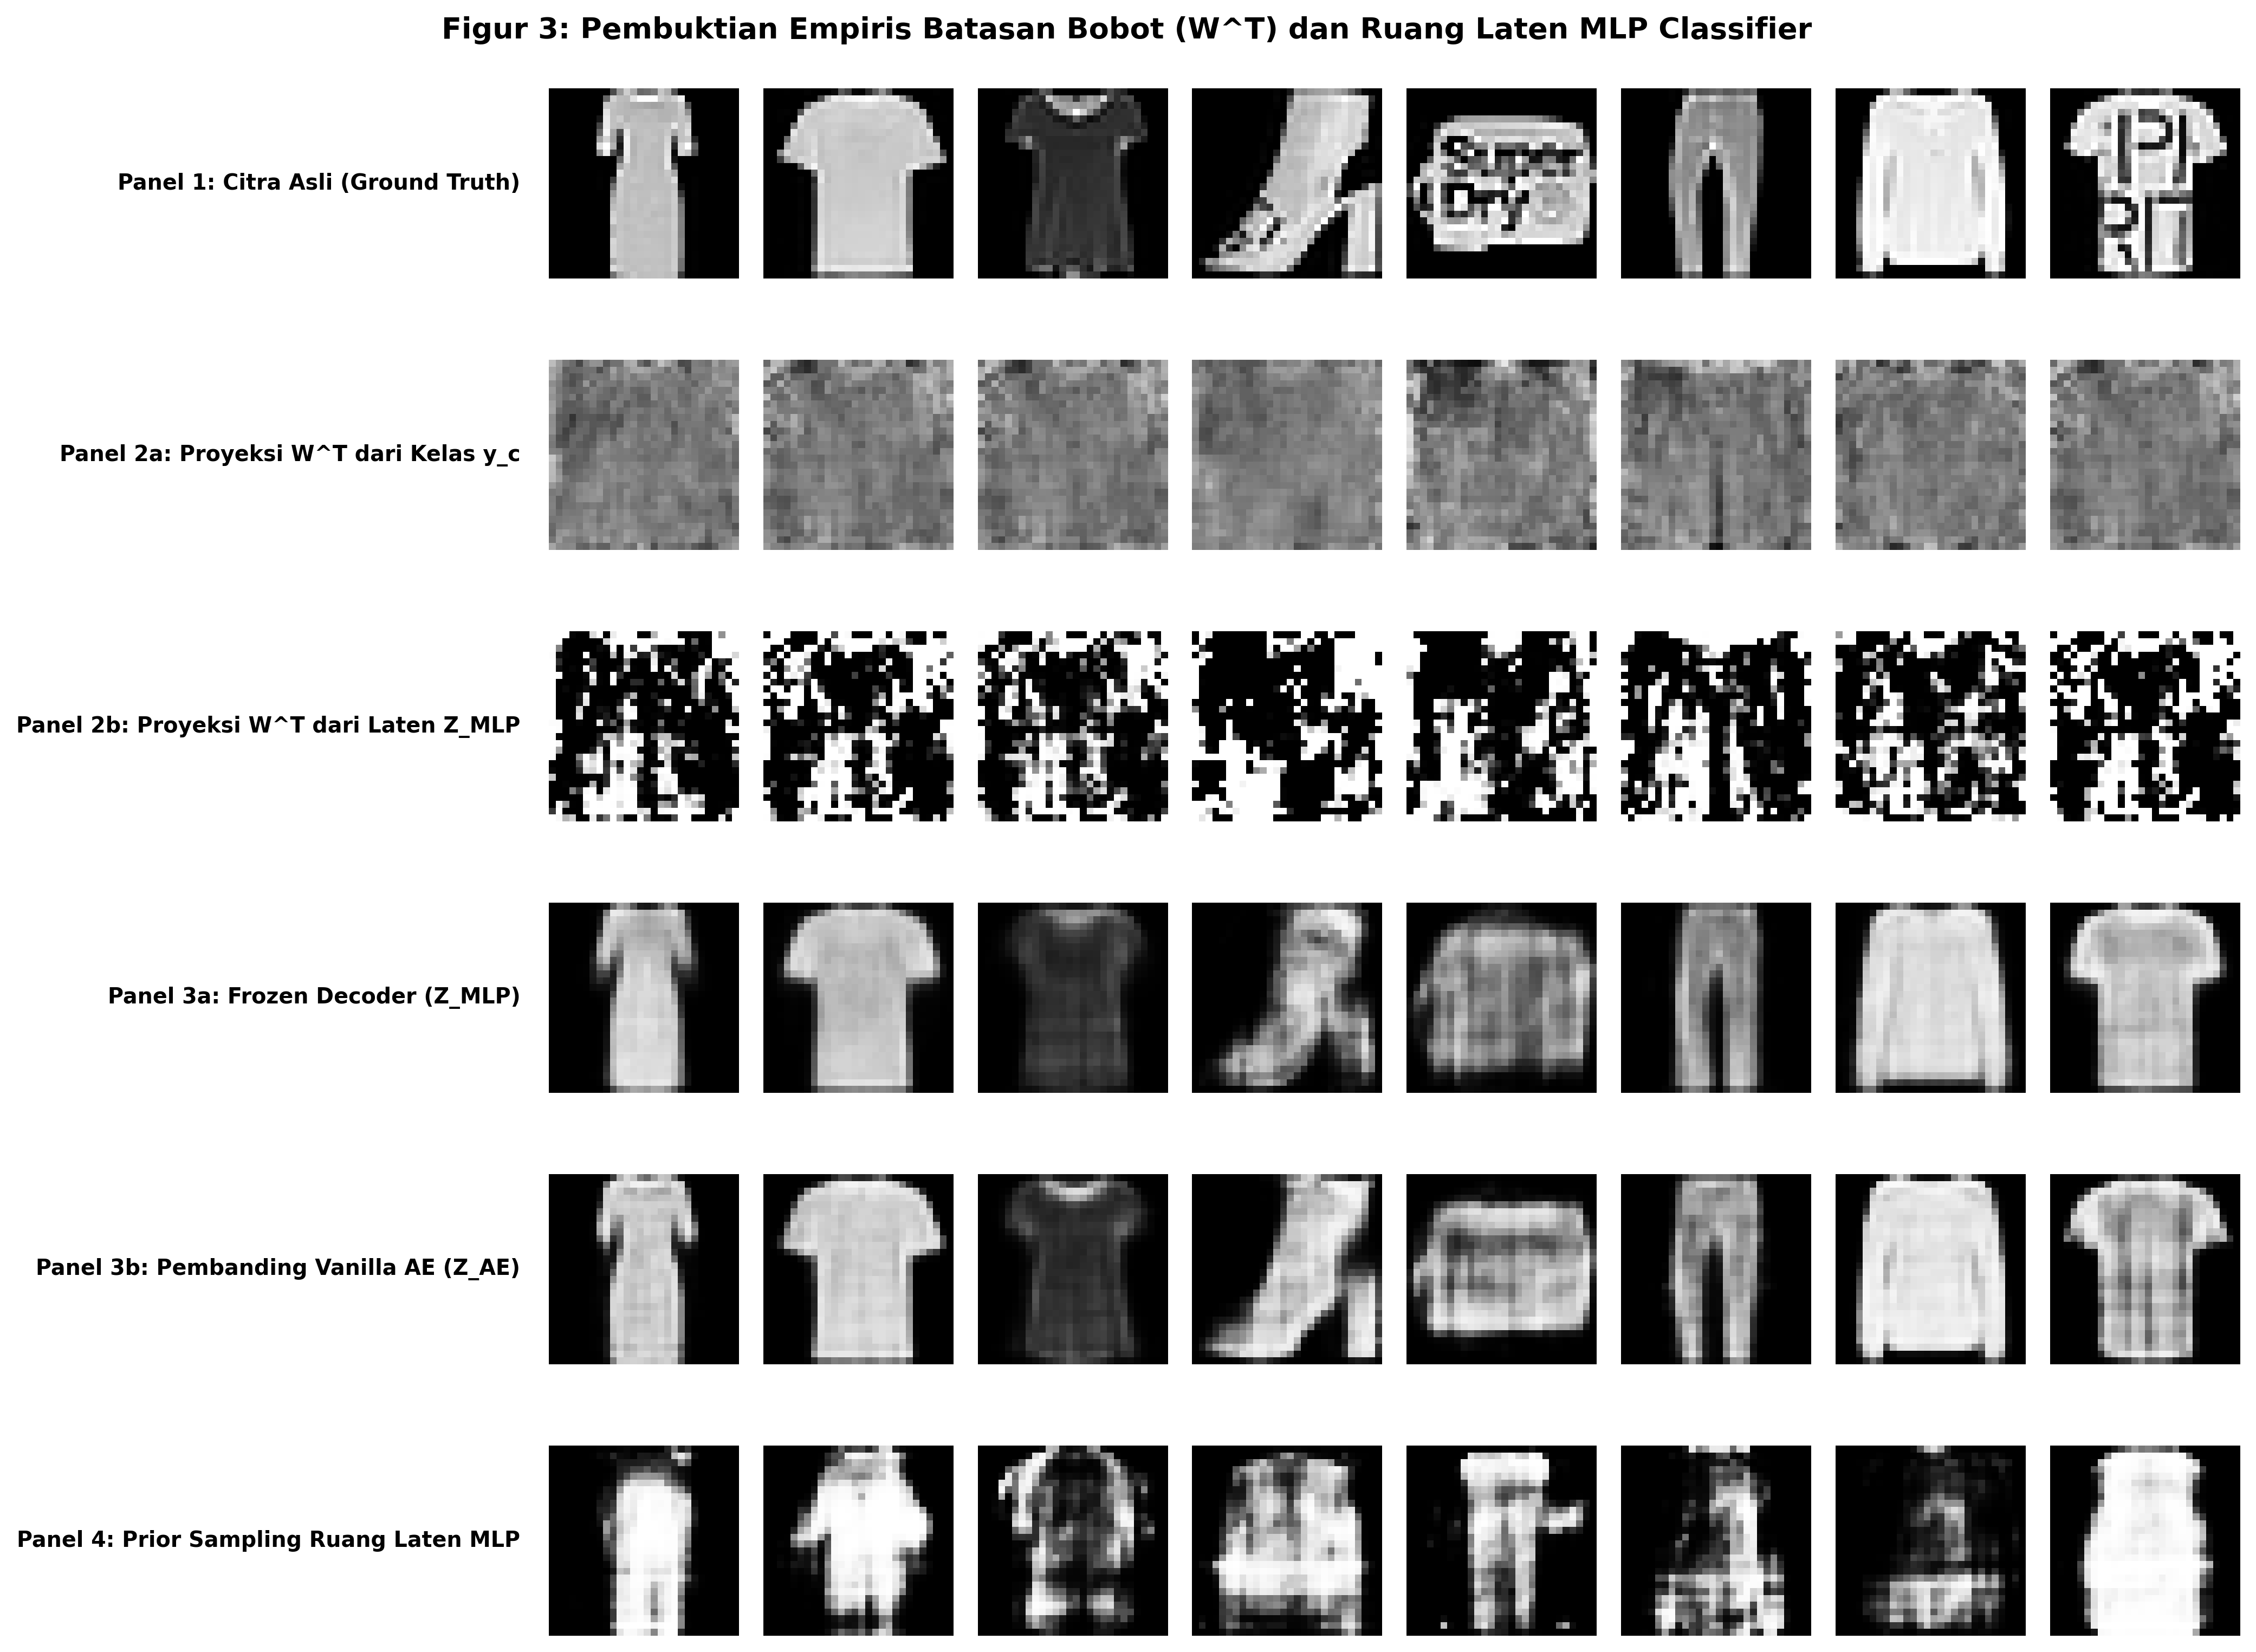 Figur 3: Pembuktian Empiris Batasan Bobot (W^T) dan Ruang Laten MLP Classifier
Panel 1: Citra Asli (Ground Truth)
Super
Dry
Panel 2a: Proyeksi W^T dari Kelas y_c
Panel 2b: Proyeksi W^T dari Laten Z_MLP
Panel 3a: Frozen Decoder (Z_MLP)
Panel 3b: Pembanding Vanilla AE (Z_AE)
Panel 4: Prior Sampling Ruang Laten MLP